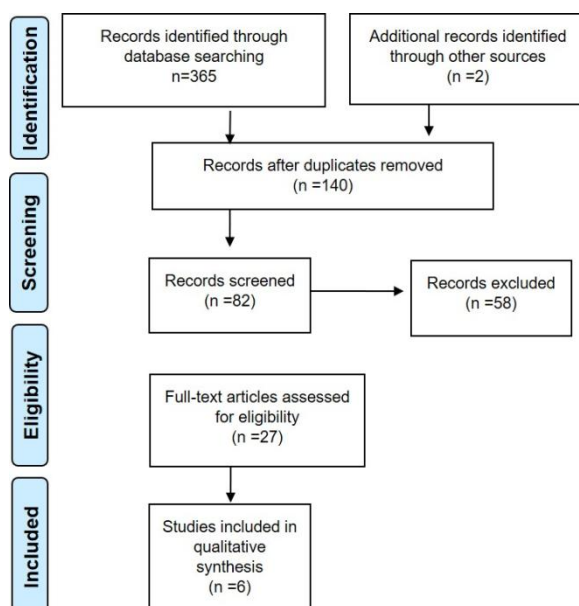 Identification
Records identified through
database searching
n=365
Additional records identified
through other sources
(n =2)
Records after duplicates removed
(n =140)
Screening
Records screened
(n =82)
Records excluded
(n =58)
Eligibility
Full-text articles assessed
for eligibility
(n =27)
Included
Studies included in
qualitative
synthesis
(n =6)